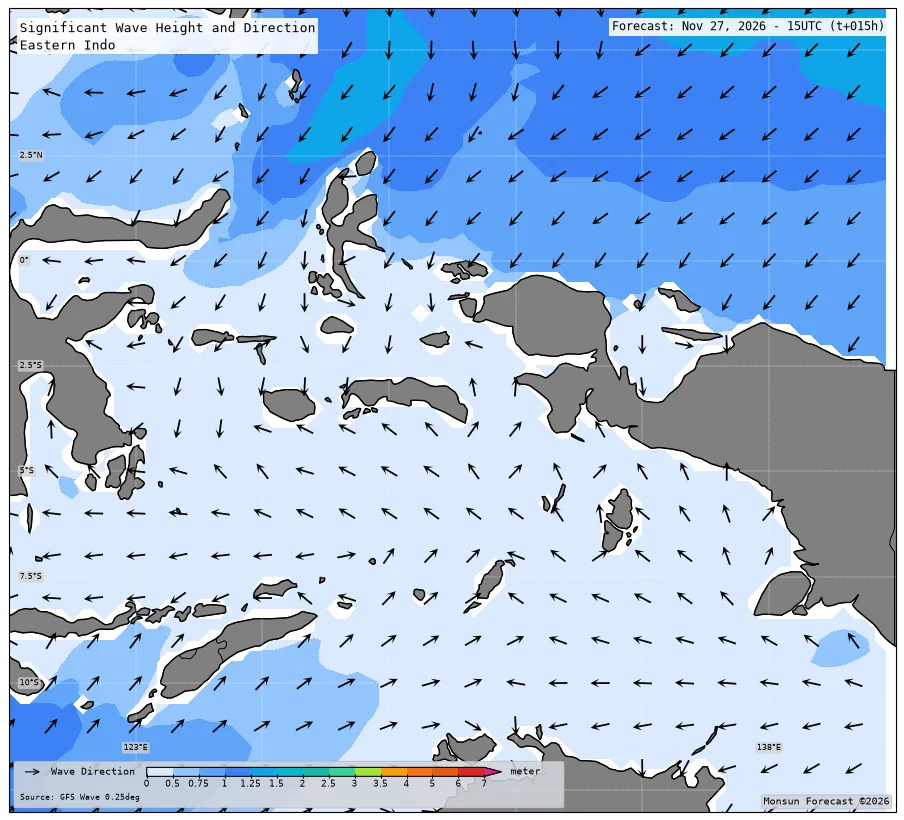 Significant Wave Height and Direction
Eastern Indo
Forecast: Nov 27, 2026 - 15UTC (t+015h)
2.5°N
0°
2.5°S
5°S
7.5°S
10°S
123°E
138°E
Wave Direction
meter
0 0.5 0.75 1 1.25 1.5 2 2.5 3 3.5 4 5 6 7
Source: GFS Wave 0.25deg
Monsun Forecast ©2026